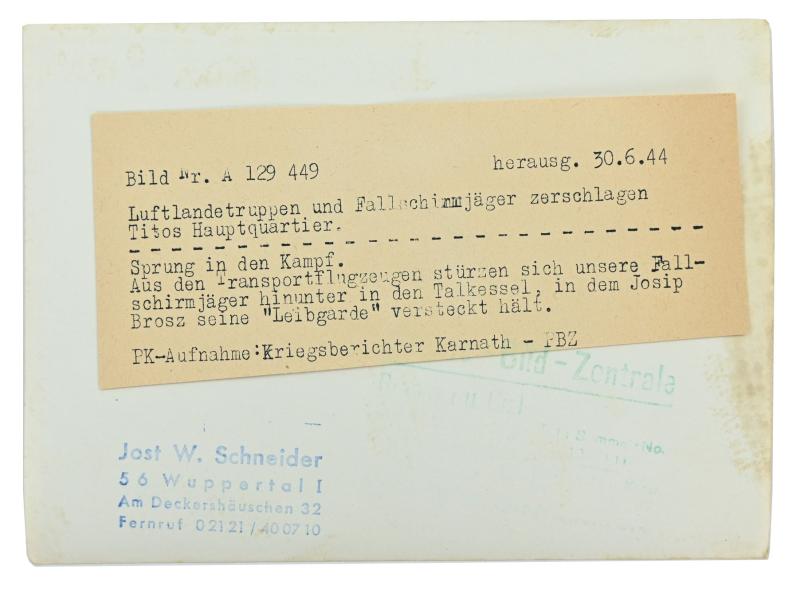 Bild Nr. A 129 449 herausg. 30.6.44
Luftlandetruppen und Fallschirmjäger zerschlagen
Titos Hauptquartier.
Sprung in den Kampf.
Aus den Transportflugzeugen stürzen sich unsere Fall-
schirmjäger hinunter in den Talkessel, in dem Josip
Brosz seine "Leibgarde" versteckt hält.
PK-Aufnahme:Kriegsberichter Karnath - PBZ
Bild-Zentrale
Jost W. Schneider
56 Wuppertal I
Am Deckershäuschen 32
Fernruf 02121/400710